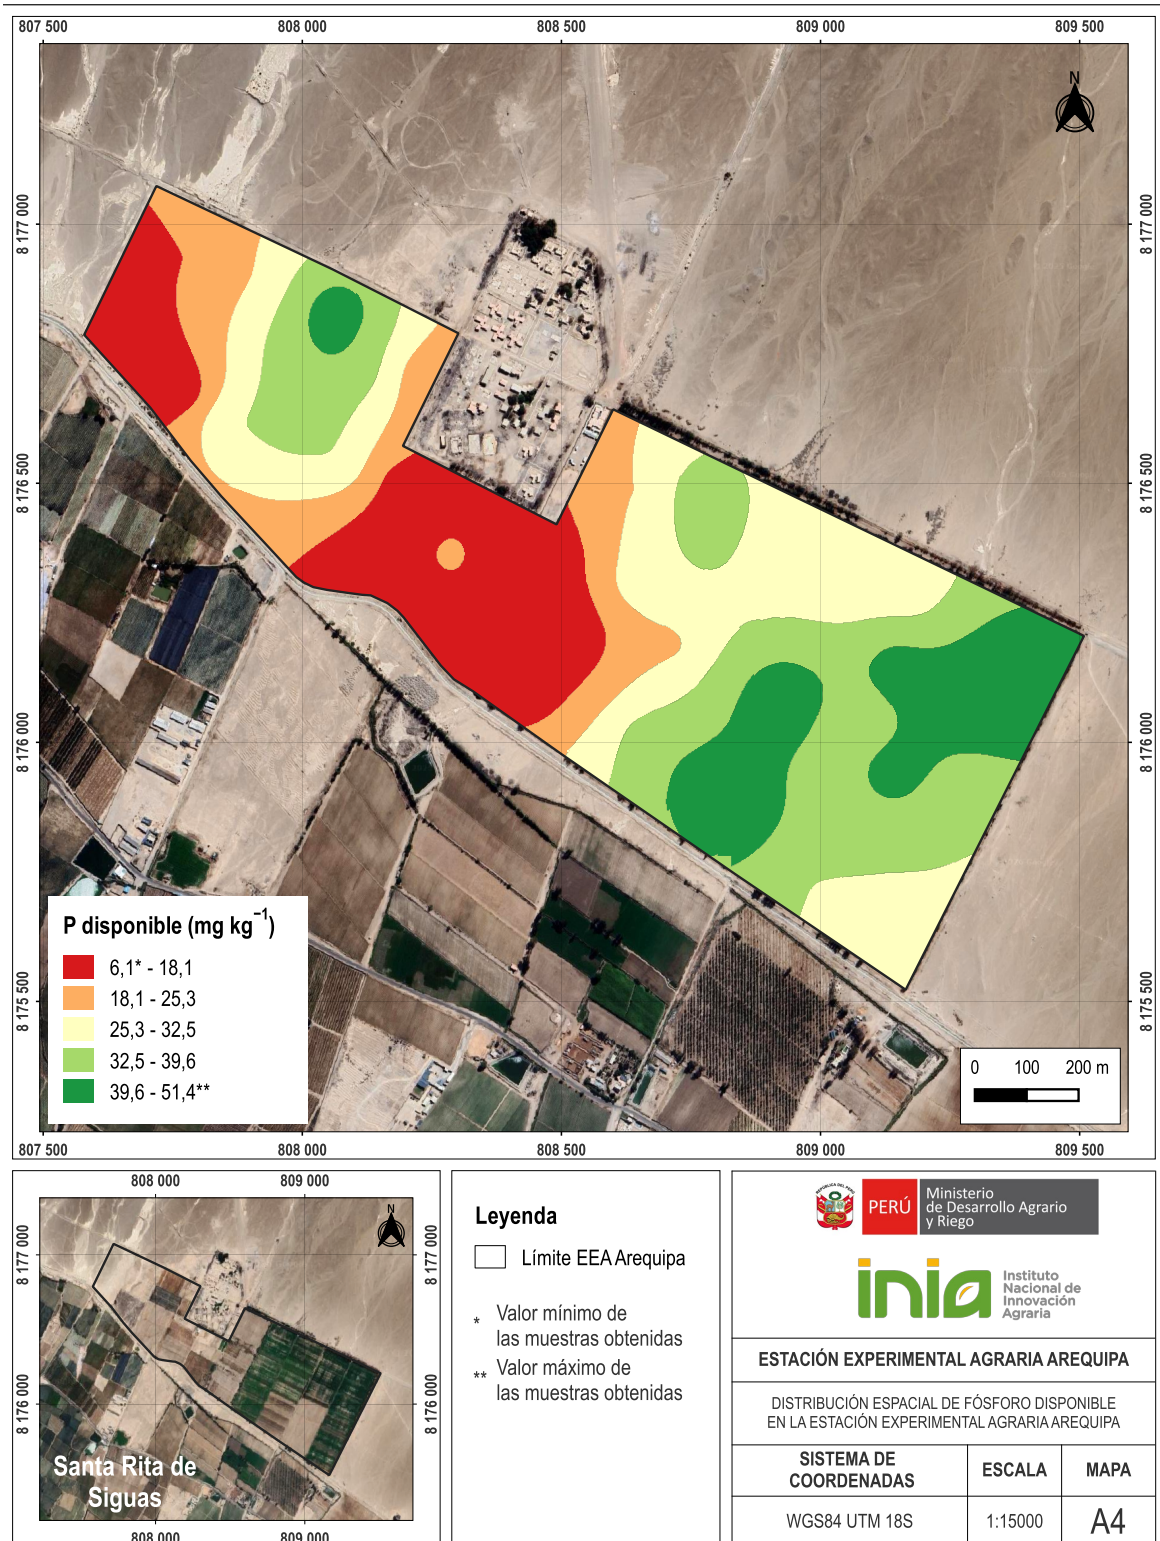 807 500
808 000
808 500
809 000
809 500
N
8 177 000
8 177 000
8 176 500
8 176 500
8 176 000
8 176 000
8 175 500
8 175 500
P disponible (mg kg⁻¹)
6,1* - 18,1
18,1 - 25,3
25,3 - 32,5
32,5 - 39,6
39,6 - 51,4**
0 100 200 m
807 500
808 000
808 500
809 000
809 500
808 000
809 000
N
8 177 000
8 177 000
8 176 000
8 176 000
Santa Rita de
Siguas
808 000
809 000
Leyenda
Límite EEA Arequipa
* Valor mínimo de
las muestras obtenidas
** Valor máximo de
las muestras obtenidas
REPÚBLICA DEL PERÚ
PERÚ
Ministerio
de Desarrollo Agrario
y Riego
inia
Instituto
Nacional de
Innovación
Agraria
ESTACIÓN EXPERIMENTAL AGRARIA AREQUIPA
DISTRIBUCIÓN ESPACIAL DE FÓSFORO DISPONIBLE
EN LA ESTACIÓN EXPERIMENTAL AGRARIA AREQUIPA
SISTEMA DE
COORDENADAS
ESCALA
MAPA
WGS84 UTM 18S
1:15000
A4